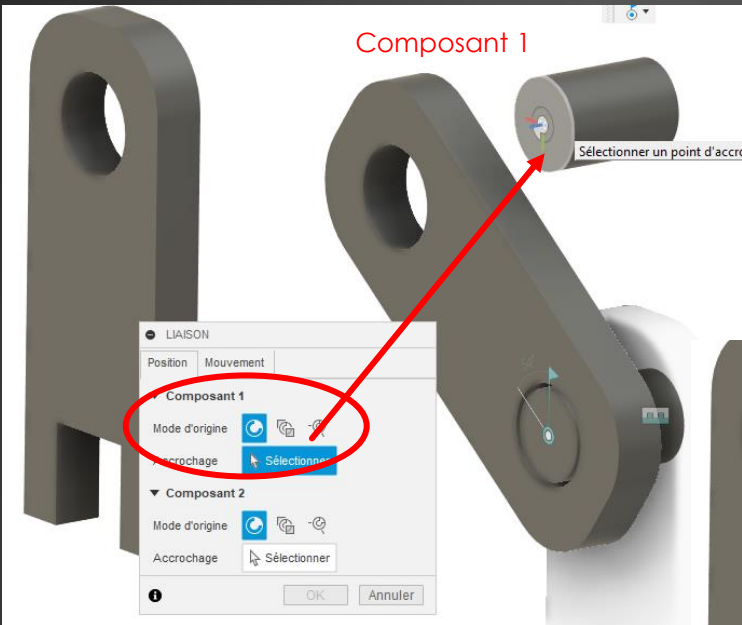 Composant 1
Sélectionner un point d'accro
LIAISON
Position Mouvement
Composant 1
Mode d'origine
Accrochage Sélectionner
Composant 2
Mode d'origine
Accrochage Sélectionner
OK Annuler